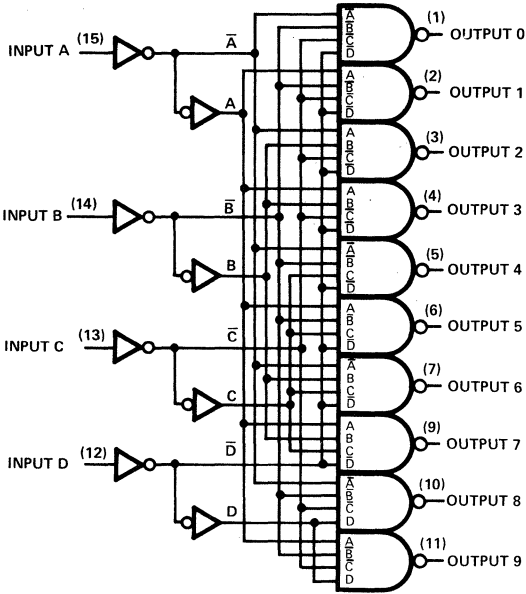 INPUT A (15)
A̅
A
INPUT B (14)
B̅
B
INPUT C (13)
C̅
C
INPUT D (12)
D̅
D
A̅
B̅
C̅
D̅
(1) OUTPUT 0
A
B̅
C̅
D̅
(2) OUTPUT 1
A
B
C̅
D̅
(3) OUTPUT 2
A
B
C̅
D̅
(4) OUTPUT 3
A̅
B̅
C
D̅
(5) OUTPUT 4
A
B̅
C
D̅
(6) OUTPUT 5
A̅
B
C
D̅
(7) OUTPUT 6
A
B
C
D̅
(9) OUTPUT 7
A̅
B̅
C̅
D
(10) OUTPUT 8
A
B̅
C̅
D
(11) OUTPUT 9